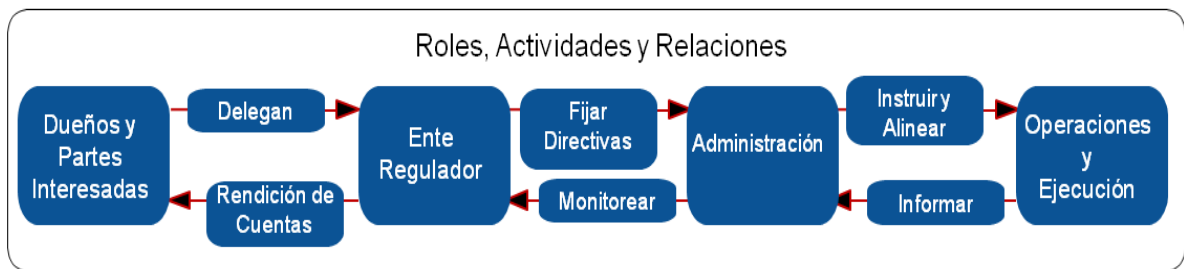 Roles, Actividades y Relaciones
Dueños y
Partes
Interesadas
Delegan
Rendición de
Cuentas
Ente
Regulador
Fijar
Directivas
Monitorear
Administración
Instruir y
Alinear
Informar
Operaciones
y
Ejecución